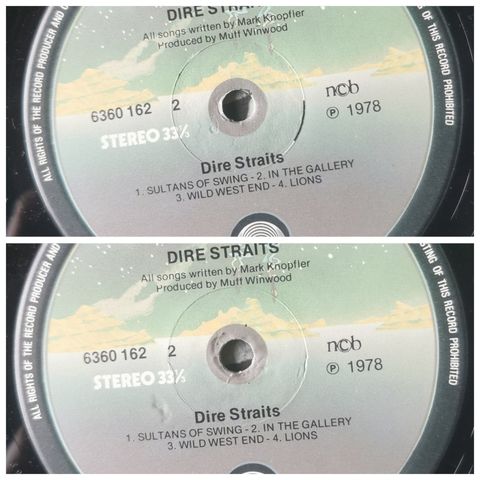 DIRE STRAITS
All songs written by Mark Knopfler
Produced by Muff Winwood
6360 162 2
STEREO 33⅓
ncb
Ⓟ 1978
Dire Straits
1. SULTANS OF SWING - 2. IN THE GALLERY
3. WILD WEST END - 4. LIONS
ALL RIGHTS OF THE RECORD PRODUCER AND
OF THIS RECORD PROHIBITED
DIRE STRAITS
All songs written by Mark Knopfler
Produced by Muff Winwood
6360 162 2
STEREO 33⅓
ncb
Ⓟ 1978
Dire Straits
1. SULTANS OF SWING - 2. IN THE GALLERY
3. WILD WEST END - 4. LIONS
ALL RIGHTS OF THE RECORD PRODUCER AND
OF THIS RECORD PROHIBITED